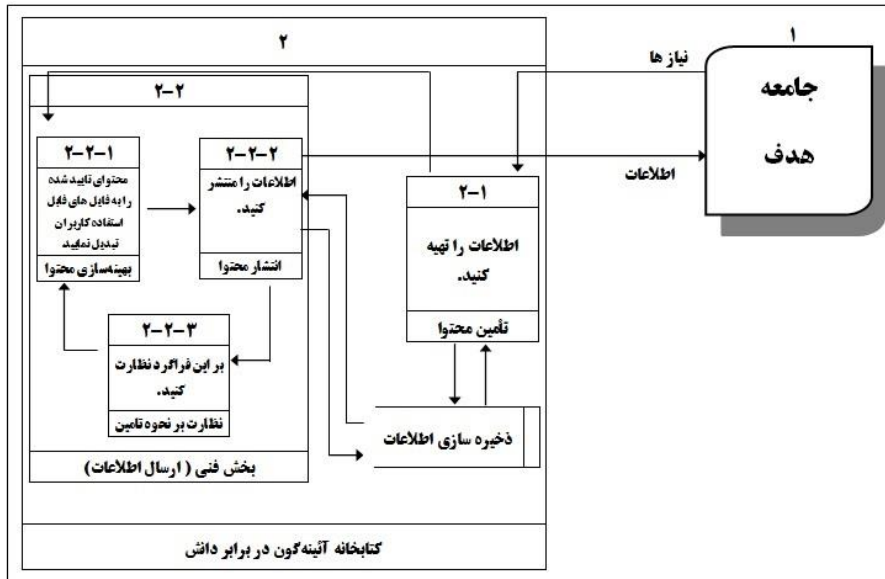 ۱
جامعه
هدف
نیاز ها
اطلاعات
۲
۲-۱
اطلاعات را تهیه
کنید.
تأمین محتوا
ذخیره سازی اطلاعات
۲-۲
۲-۲-۱
محتوای تایید شده
را به فایل های قابل
استفاده کاربران
تبدیل نمایید.
بهینه‌سازی محتوا
۲-۲-۲
اطلاعات را منتشر
کنید.
انتشار محتوا
۲-۲-۳
بر این فراگرد نظارت
کنید.
نظارت بر نحوه تامین
بخش فنی ( ارسال اطلاعات)
کتابخانه آئینه‌گون در برابر دانش